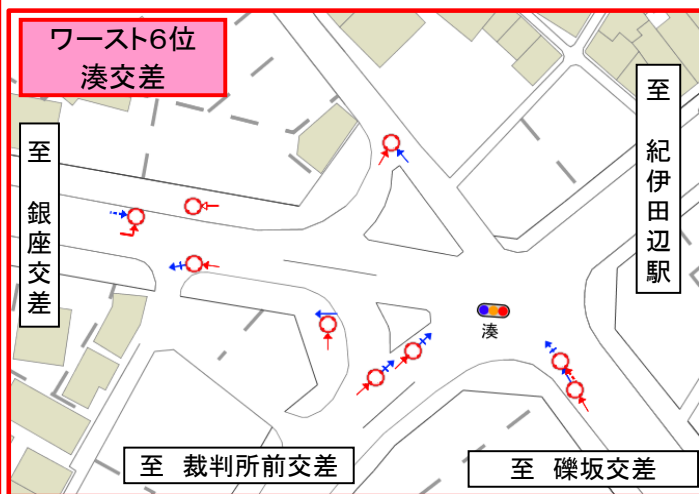 ワースト6位
湊交差
至 銀座交差
至 紀伊田辺駅
湊
至 裁判所前交差
至 礫坂交差